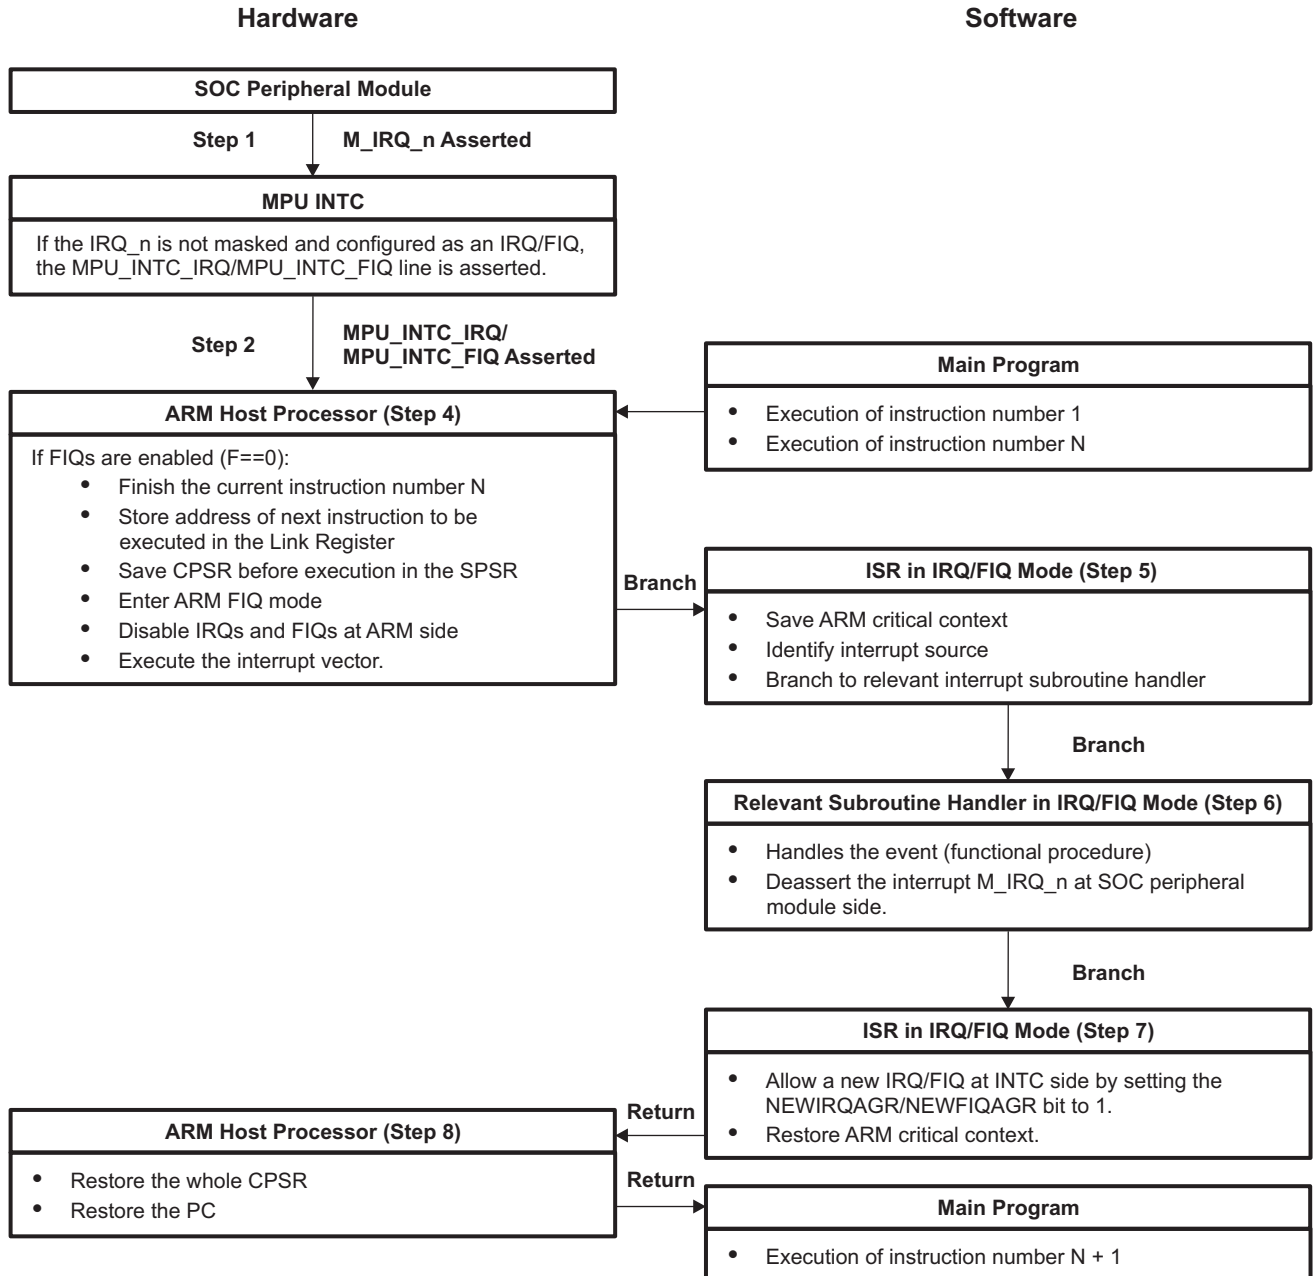 Hardware
Software
SOC Peripheral Module
Step 1
M_IRQ_n Asserted
MPU INTC
If the IRQ_n is not masked and configured as an IRQ/FIQ,
the MPU_INTC_IRQ/MPU_INTC_FIQ line is asserted.
Step 2
MPU_INTC_IRQ/
MPU_INTC_FIQ Asserted
Main Program
• Execution of instruction number 1
• Execution of instruction number N
ARM Host Processor (Step 4)
If FIQs are enabled (F==0):
• Finish the current instruction number N
• Store address of next instruction to be
executed in the Link Register
• Save CPSR before execution in the SPSR
• Enter ARM FIQ mode
• Disable IRQs and FIQs at ARM side
• Execute the interrupt vector.
Branch
ISR in IRQ/FIQ Mode (Step 5)
• Save ARM critical context
• Identify interrupt source
• Branch to relevant interrupt subroutine handler
Branch
Relevant Subroutine Handler in IRQ/FIQ Mode (Step 6)
• Handles the event (functional procedure)
• Deassert the interrupt M_IRQ_n at SOC peripheral
module side.
Branch
ISR in IRQ/FIQ Mode (Step 7)
• Allow a new IRQ/FIQ at INTC side by setting the
NEWIRQAGR/NEWFIQAGR bit to 1.
• Restore ARM critical context.
Return
ARM Host Processor (Step 8)
• Restore the whole CPSR
• Restore the PC
Return
Main Program
• Execution of instruction number N + 1